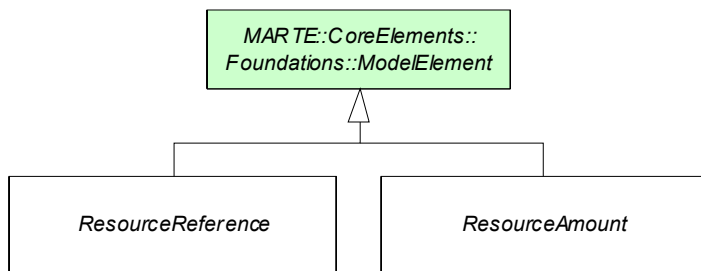 MARTE::CoreElements::
Foundations::ModelElement
ResourceReference
ResourceAmount